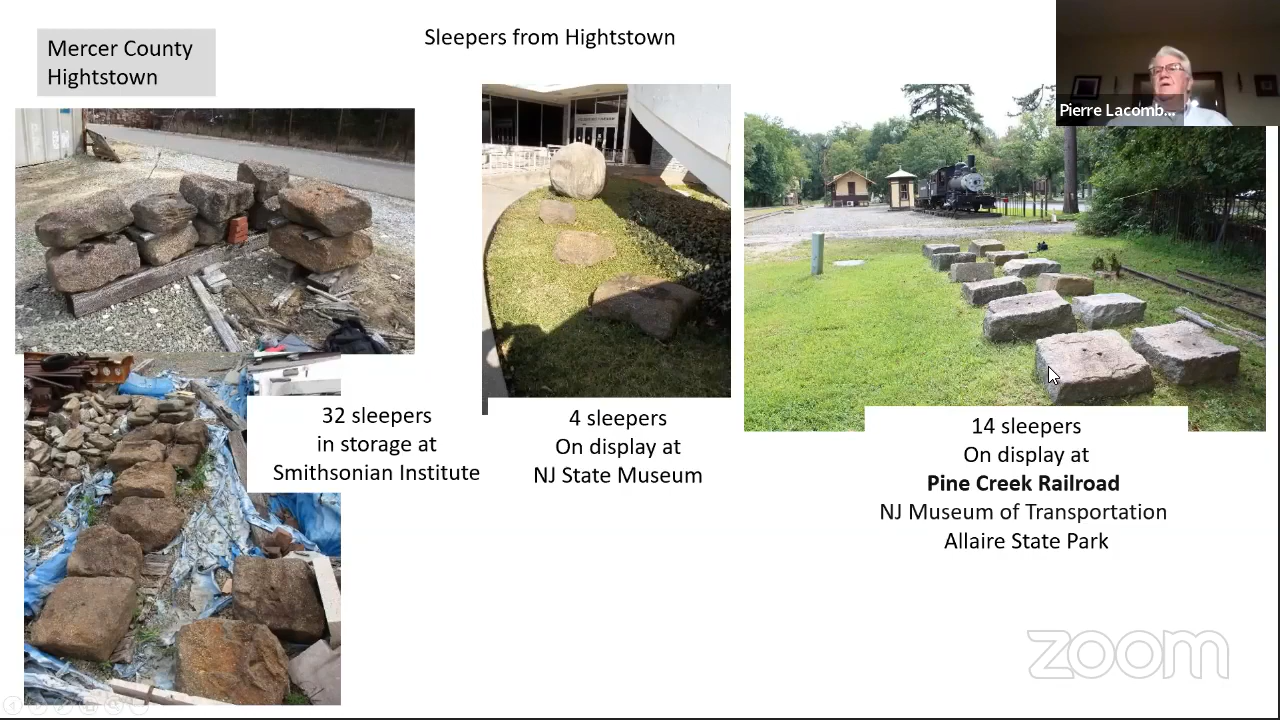 Mercer County
Hightstown
Sleepers from Hightstown
Pierre Lacomb...
32 sleepers
in storage at
Smithsonian Institute
4 sleepers
On display at
NJ State Museum
14 sleepers
On display at
Pine Creek Railroad
NJ Museum of Transportation
Allaire State Park
zoom